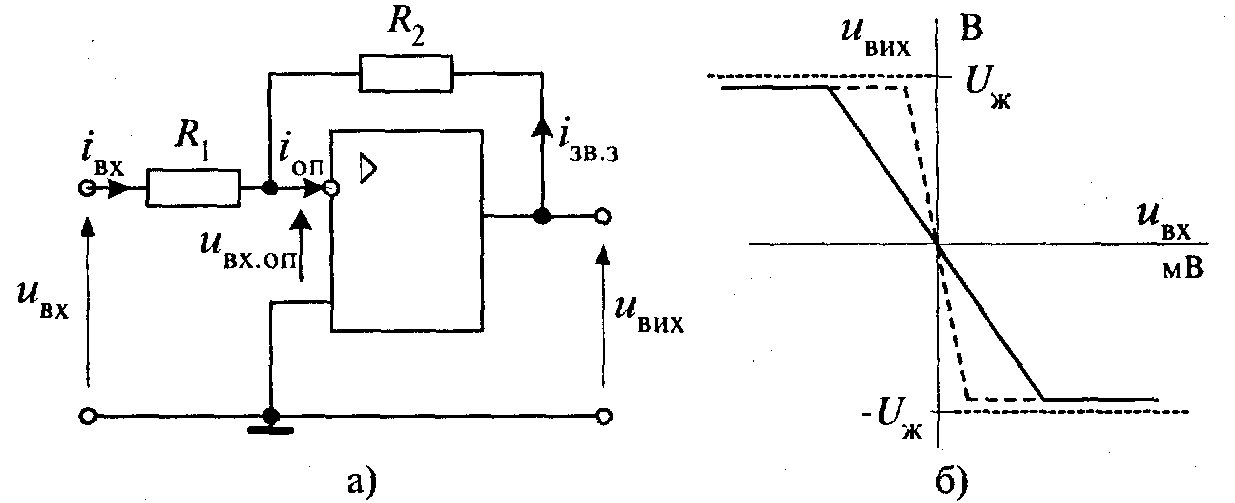 R₂
R₁
iвх
iоп
iзв.з
uвх.оп
uвх
uвих
а)
uвих
В
Uж
uвх
мВ
-Uж
б)